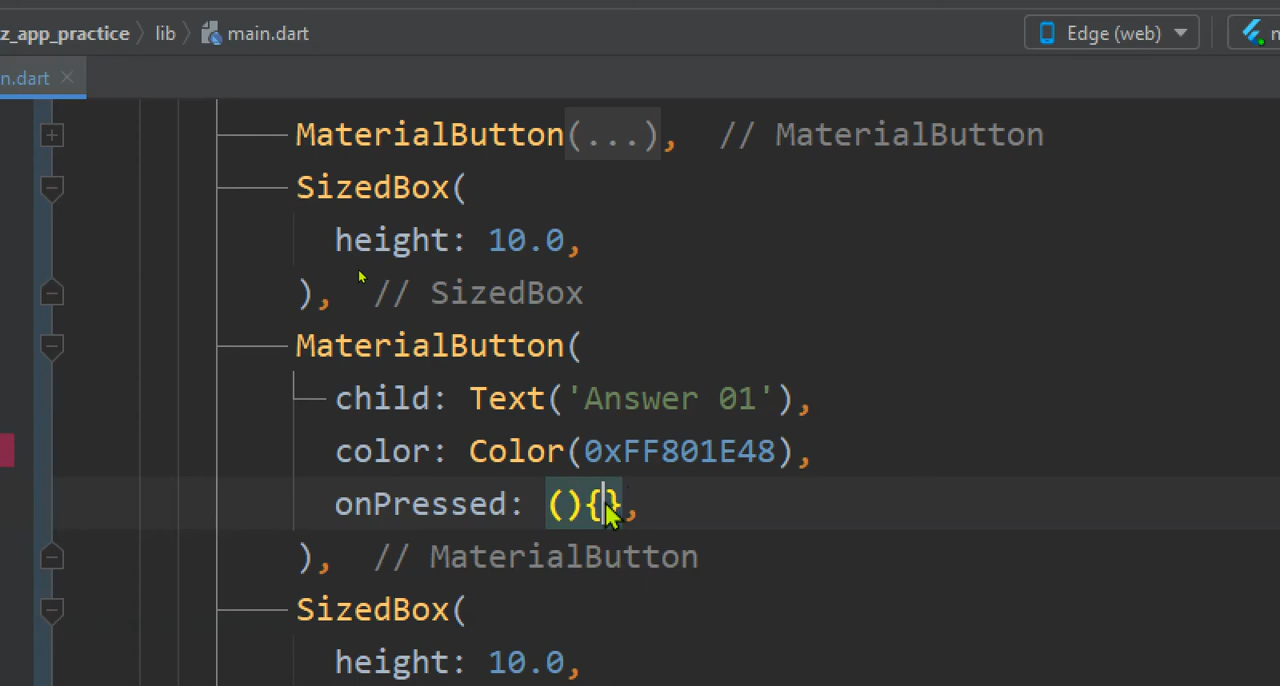 z_app_practice lib main.dart Edge (web)
n.dart
MaterialButton(...), // MaterialButton
SizedBox(
height: 10.0,
), // SizedBox
MaterialButton(
child: Text('Answer 01'),
color: Color(0xFF801E48),
onPressed: (){},
), // MaterialButton
SizedBox(
height: 10.0,